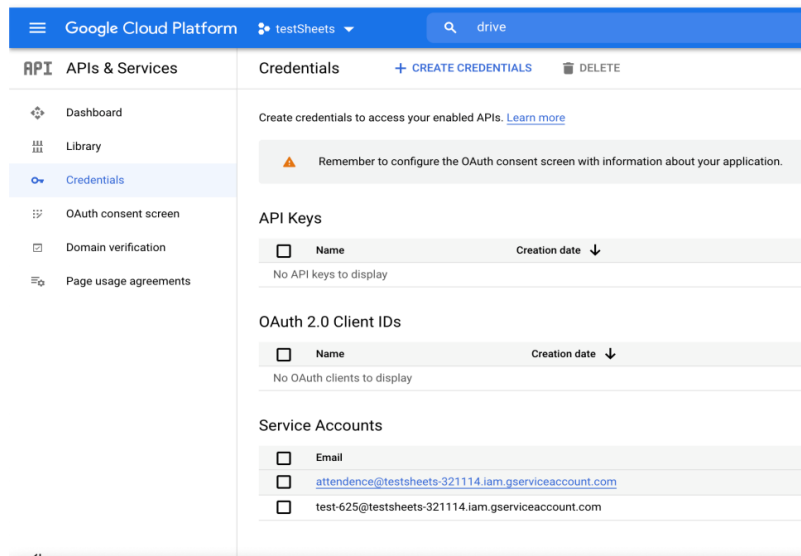 Google Cloud Platform testSheets drive
API APIs & Services Credentials CREATE CREDENTIALS DELETE
Dashboard
Library
Credentials
OAuth consent screen
Domain verification
Page usage agreements
Create credentials to access your enabled APIs. Learn more
Remember to configure the OAuth consent screen with information about your application.
API Keys
Name Creation date
No API keys to display
OAuth 2.0 Client IDs
Name Creation date
No OAuth clients to display
Service Accounts
Email
attendence@testsheets-321114.iam.gserviceaccount.com
test-625@testsheets-321114.iam.gserviceaccount.com